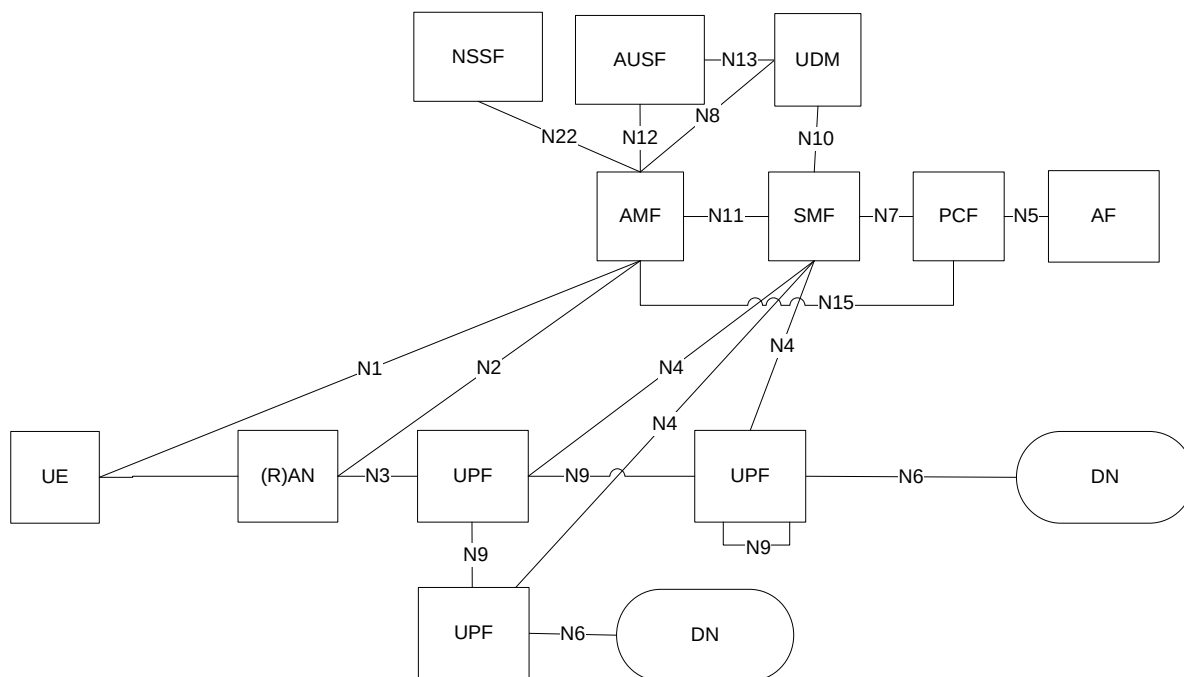 NSSF
AUSF
N13
UDM
N22
N12
N8
N10
AMF
N11
SMF
N7
PCF
N5
AF
N15
N1
N2
N4
N4
N4
UE
(R)AN
N3
UPF
N9
UPF
N6
DN
N9
N9
UPF
N6
DN